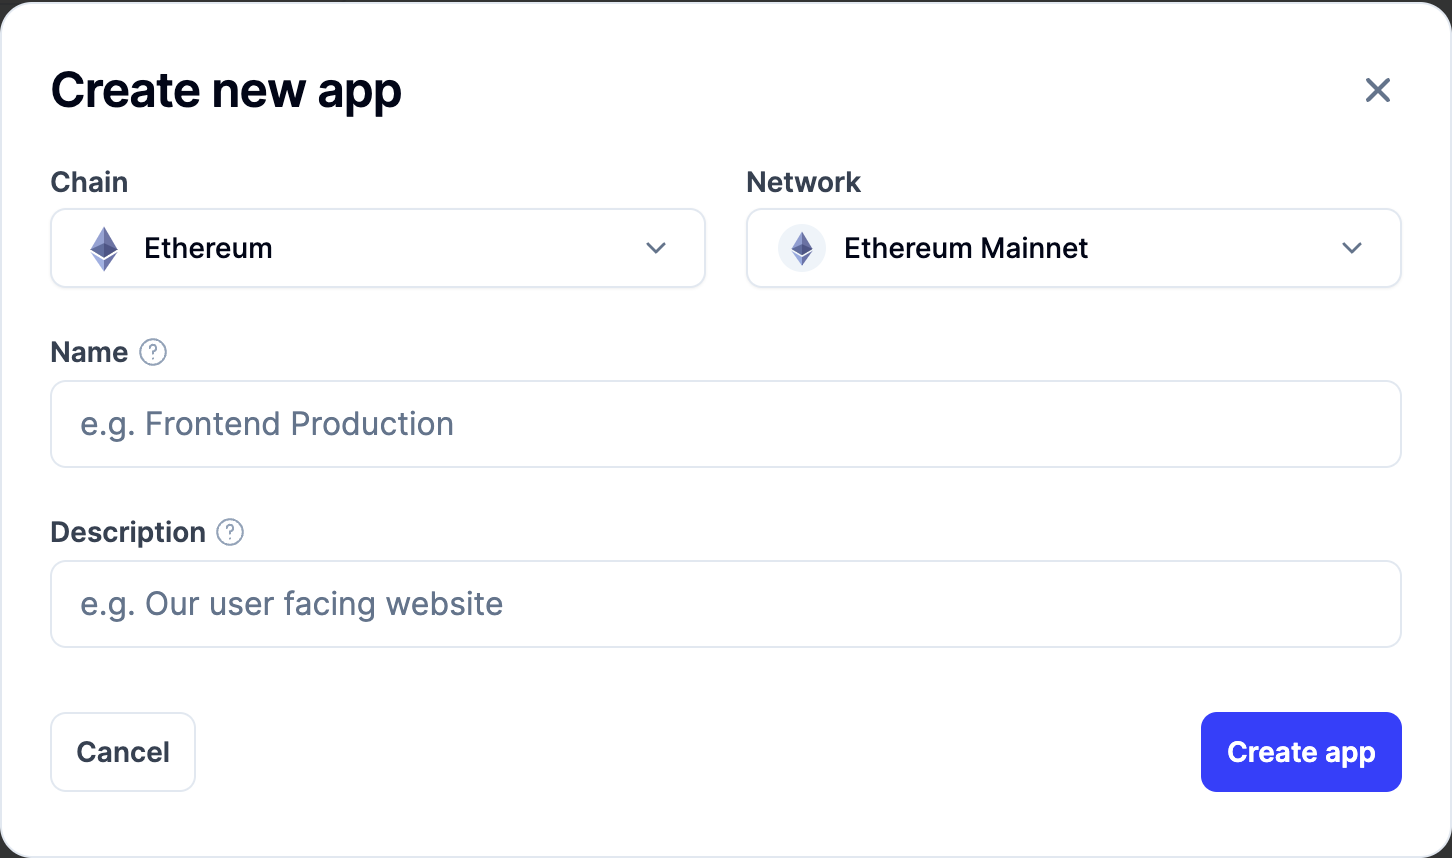 Create new app
Chain
Network
Ethereum
Ethereum Mainnet
Name
e.g. Frontend Production
Description
e.g. Our user facing website
Cancel
Create app